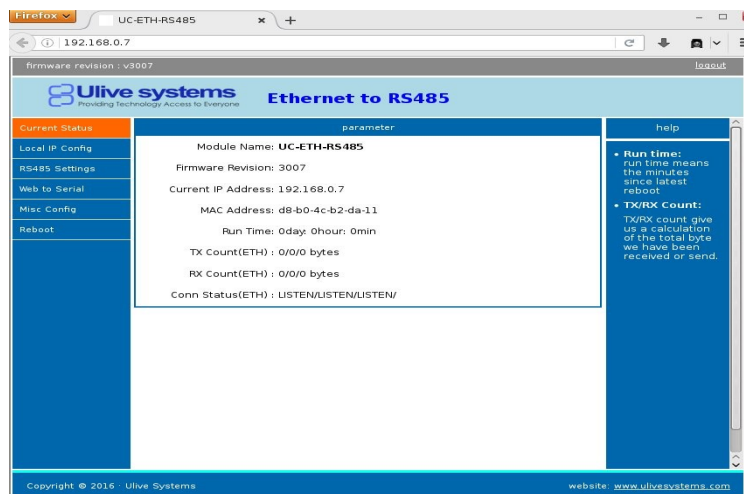 Firefox
UC-ETH-RS485
192.168.0.7
firmware revision : v3007
logout
Ulive systems
Providing Technology Access to Everyone
Ethernet to RS485
Current Status
Local IP Config
RS485 Settings
Web to Serial
Misc Config
Reboot
parameter
Module Name: UC-ETH-RS485
Firmware Revision: 3007
Current IP Address: 192.168.0.7
MAC Address: d8-b0-4c-b2-da-11
Run Time: 0day: 0hour: 0min
TX Count(ETH) : 0/0/0 bytes
RX Count(ETH) : 0/0/0 bytes
Conn Status(ETH) : LISTEN/LISTEN/LISTEN/
help
• Run time:
run time means
the minutes
since latest
reboot
• TX/RX Count:
TX/RX count give
us a calculation
of the total byte
we have been
received or send.
Copyright © 2016 · Ulive Systems
website: www.ulivesystems.com